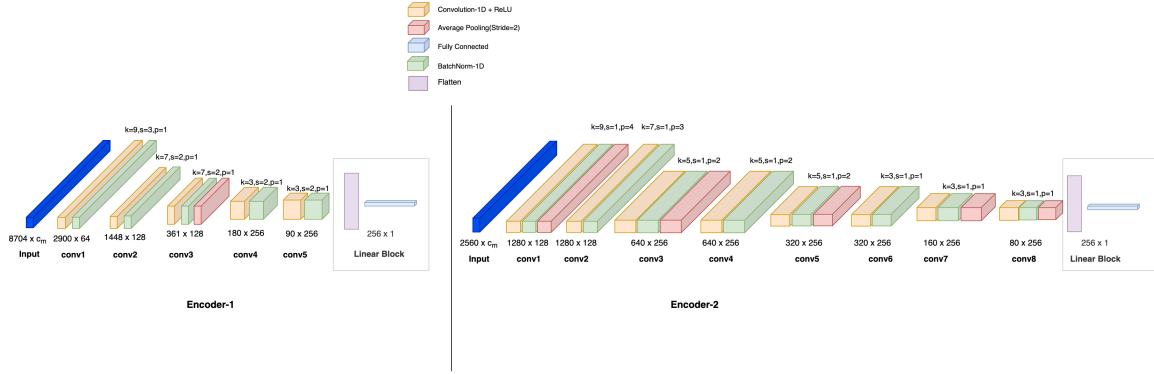 Convolution-1D + ReLU
Average Pooling(Stride=2)
Fully Connected
BatchNorm-1D
Flatten
k=9,s=3,p=1
k=7,s=2,p=1
k=7,s=2,p=1
k=3,s=2,p=1
k=3,s=2,p=1
8704 x cm
2900 x 64
1448 x 128
361 x 128
180 x 256
90 x 256
256 x 1
Input
conv1
conv2
conv3
conv4
conv5
Linear Block
Encoder-1
k=9,s=1,p=4
k=7,s=1,p=3
k=5,s=1,p=2
k=5,s=1,p=2
k=5,s=1,p=2
k=3,s=1,p=1
k=3,s=1,p=1
k=3,s=1,p=1
2560 x cm
1280 x 128
1280 x 128
640 x 256
640 x 256
320 x 256
320 x 256
160 x 256
80 x 256
256 x 1
Input
conv1
conv2
conv3
conv4
conv5
conv6
conv7
conv8
Linear Block
Encoder-2